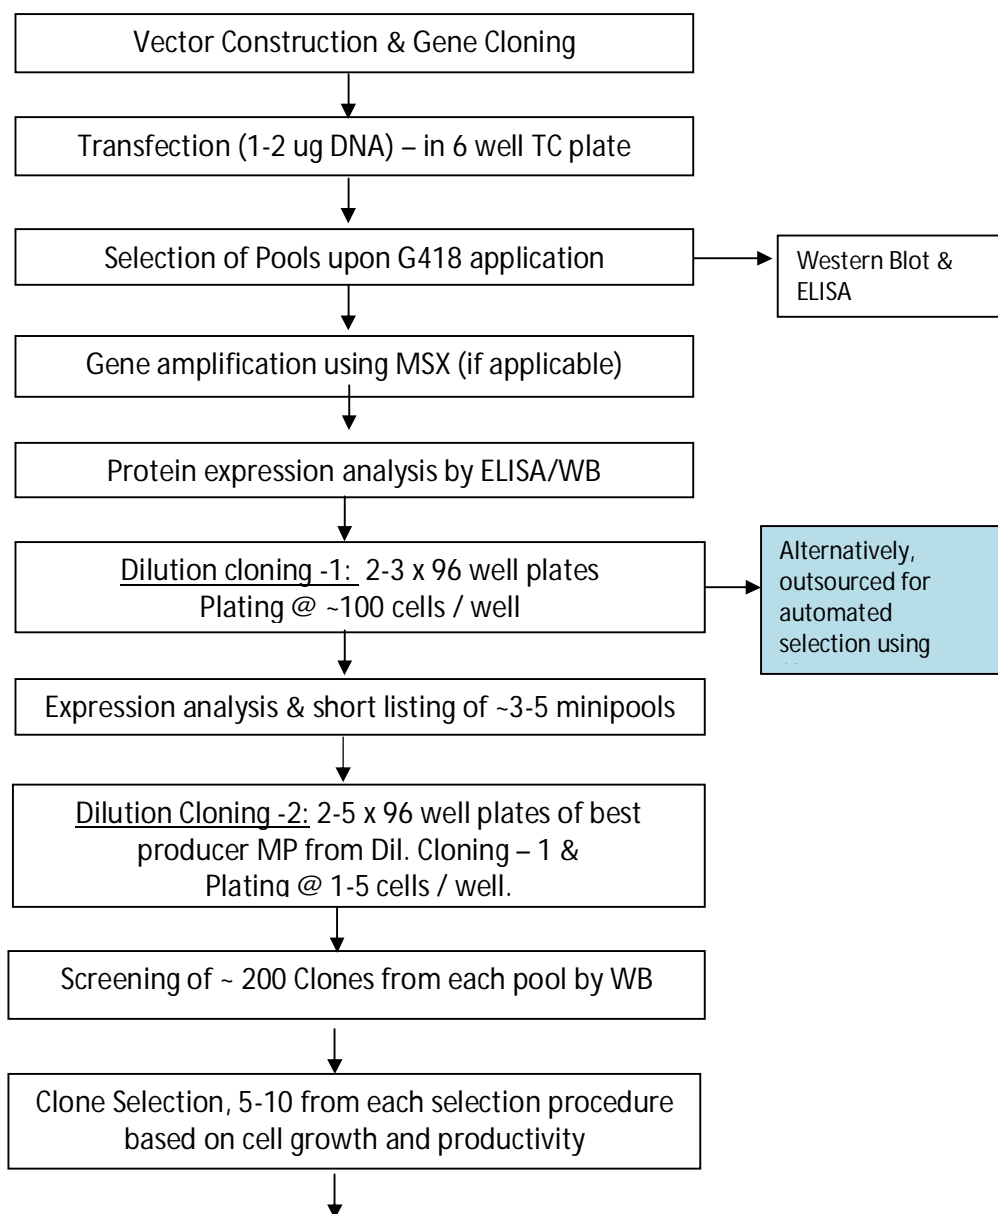 Vector Construction & Gene Cloning
Transfection (1-2 ug DNA) – in 6 well TC plate
Selection of Pools upon G418 application
Western Blot &
ELISA
Gene amplification using MSX (if applicable)
Protein expression analysis by ELISA/WB
Dilution cloning -1: 2-3 x 96 well plates
Plating @ ~100 cells / well
Alternatively,
outsourced for
automated
selection using
Expression analysis & short listing of ~3-5 minipools
Dilution Cloning -2: 2-5 x 96 well plates of best
producer MP from Dil. Cloning – 1 &
Plating @ 1-5 cells / well.
Screening of ~ 200 Clones from each pool by WB
Clone Selection, 5-10 from each selection procedure
based on cell growth and productivity